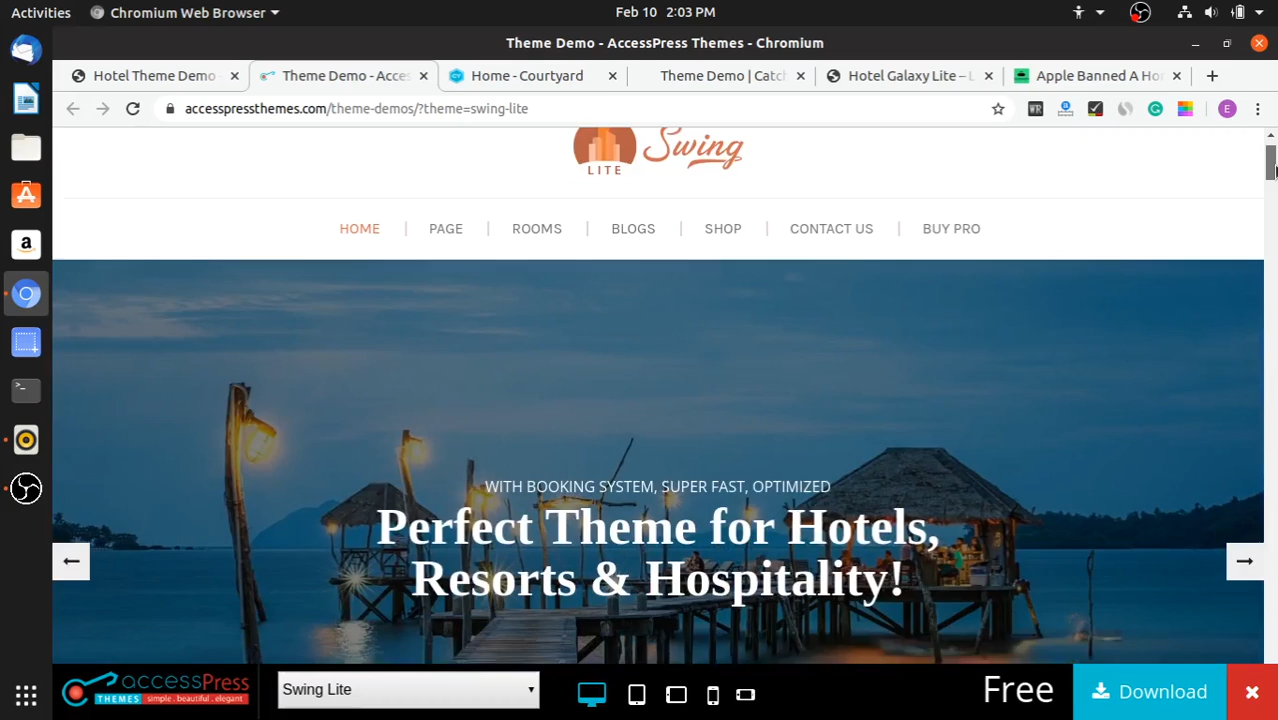 Activities Chromium Web Browser Feb 10 2:03 PM
Theme Demo - AccessPress Themes - Chromium
Hotel Theme Demo Theme Demo - Acces Home - Courtyard Theme Demo | Catch Hotel Galaxy Lite – L Apple Banned A Hor
accesspressthemes.com/theme-demos/?theme=swing-lite E
LITE Swing
HOME PAGE ROOMS BLOGS SHOP CONTACT US BUY PRO
WITH BOOKING SYSTEM, SUPER FAST, OPTIMIZED
Perfect Theme for Hotels,
Resorts & Hospitality!
accessPress
THEMES simple . beautiful . elegant
Swing Lite
Free
Download